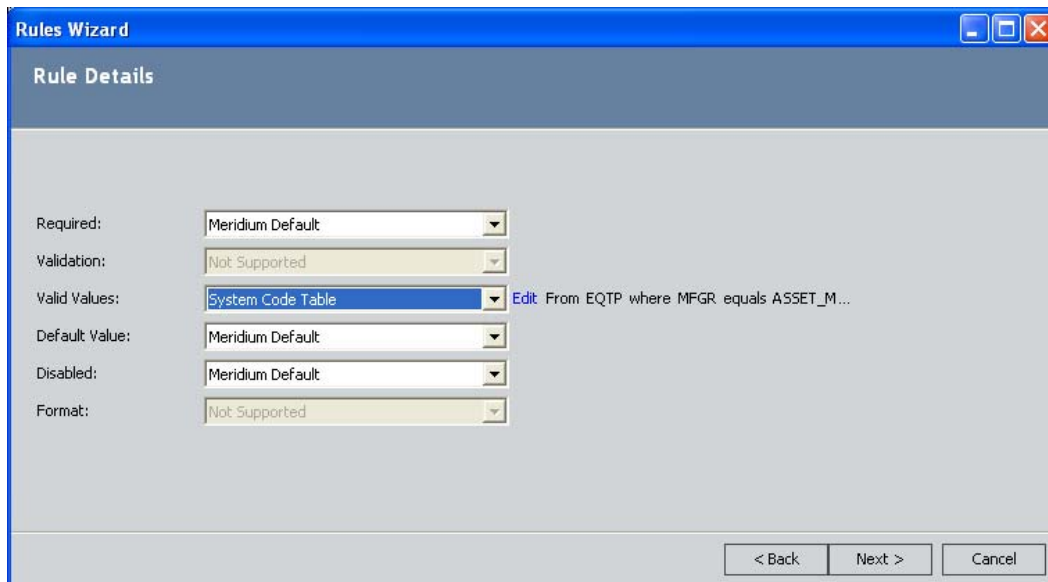 Rules Wizard
Rule Details
Required: Meridium Default
Validation: Not Supported
Valid Values: System Code Table Edit From EQTP where MFGR equals ASSET_M...
Default Value: Meridium Default
Disabled: Meridium Default
Format: Not Supported
< Back Next > Cancel